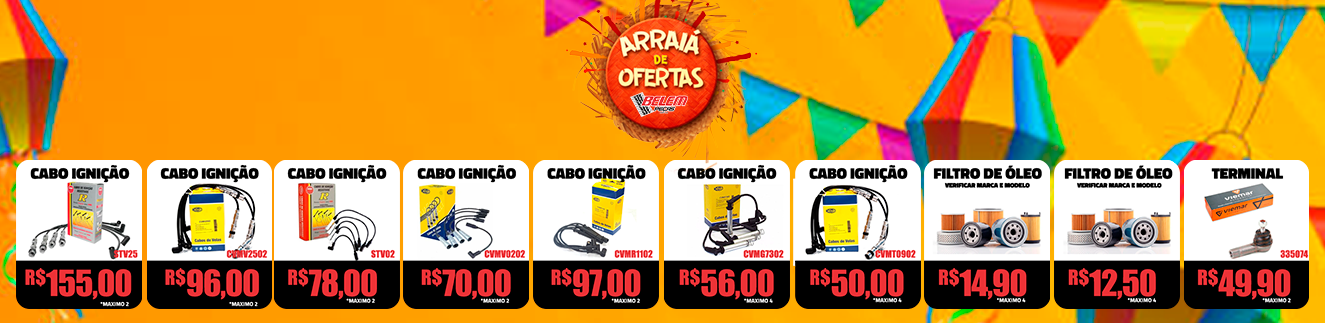 ARRAIÁ
DE
OFERTAS
BELEM
PEÇAS
CABO IGNIÇÃO
STV25
R$155,00
*MAXIMO 2
CABO IGNIÇÃO
CVMV2502
R$96,00
*MAXIMO 2
CABO IGNIÇÃO
STV02
R$78,00
*MAXIMO 2
CABO IGNIÇÃO
CVMV0202
R$70,00
*MAXIMO 2
CABO IGNIÇÃO
CVMR1102
R$97,00
*MAXIMO 2
CABO IGNIÇÃO
CVMG7302
R$56,00
*MAXIMO 4
CABO IGNIÇÃO
Cabos de Velas
CVMT0902
R$50,00
*MAXIMO 4
FILTRO DE ÓLEO
VERIFICAR MARCA E MODELO
R$14,90
*MAXIMO 4
FILTRO DE ÓLEO
VERIFICAR MARCA E MODELO
R$12,50
*MAXIMO 4
TERMINAL
Viemar
335074
R$49,90
*MAXIMO 2